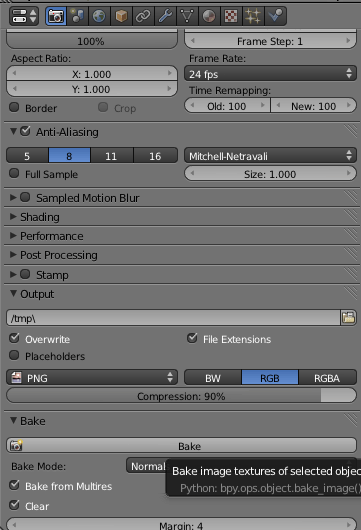 100%
Frame Step: 1
Aspect Ratio:
Frame Rate:
X: 1.000
24 fps
Y: 1.000
Time Remapping:
Border
Crop
Old: 100
New: 100
Anti-Aliasing
5
8
11
16
Mitchell-Netravali
Full Sample
Size: 1.000
Sampled Motion Blur
Shading
Performance
Post Processing
Stamp
Output
/tmp\
Overwrite
File Extensions
Placeholders
PNG
BW
RGB
RGBA
Compression: 90%
Bake
Bake
Bake Mode:
Normal
Bake image textures of selected objec
Python: bpy.ops.object.bake_image()
Bake from Multires
Clear
Margin: 4